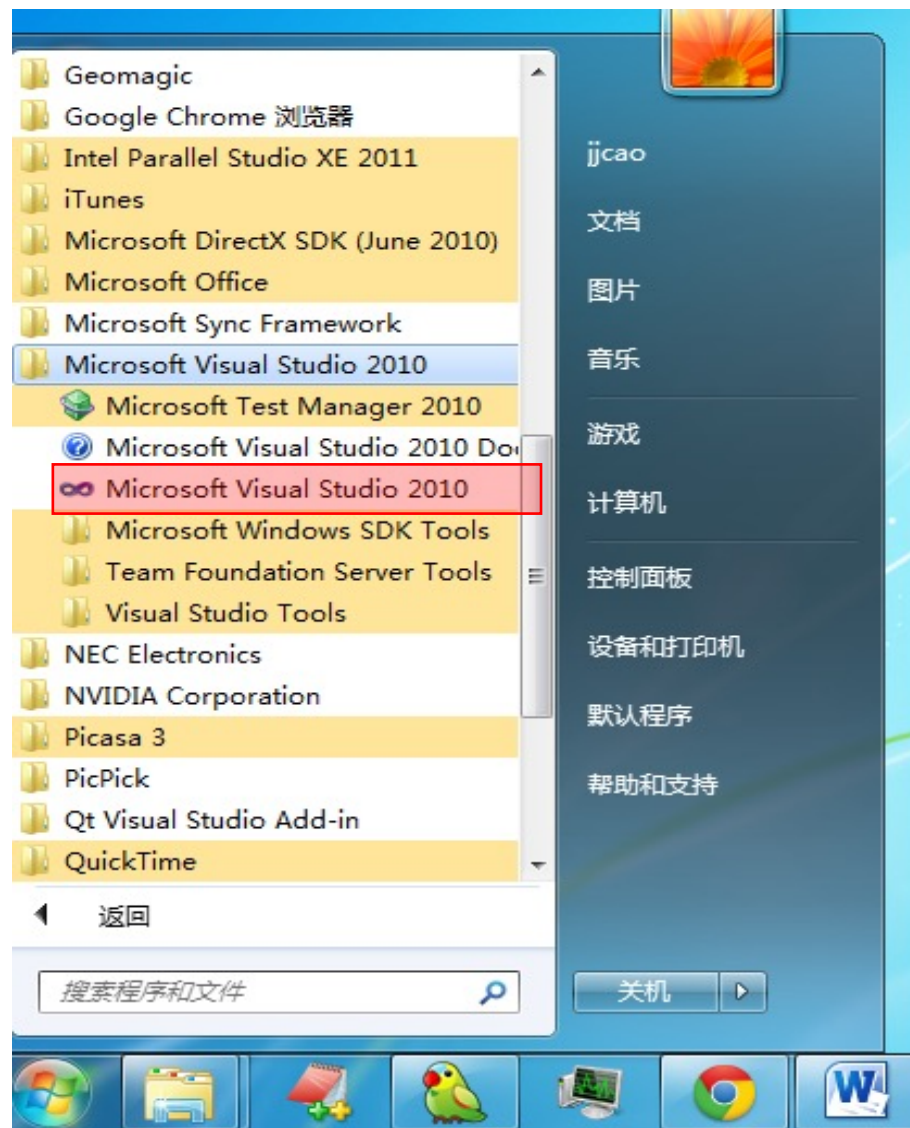 Geomagic
Google Chrome 浏览器
Intel Parallel Studio XE 2011
iTunes
Microsoft DirectX SDK (June 2010)
Microsoft Office
Microsoft Sync Framework
Microsoft Visual Studio 2010
Microsoft Test Manager 2010
Microsoft Visual Studio 2010 Do
Microsoft Visual Studio 2010
Microsoft Windows SDK Tools
Team Foundation Server Tools
Visual Studio Tools
NEC Electronics
NVIDIA Corporation
Picasa 3
PicPick
Qt Visual Studio Add-in
QuickTime
返回
搜索程序和文件
jjcao
文档
图片
音乐
游戏
计算机
控制面板
设备和打印机
默认程序
帮助和支持
关机
W